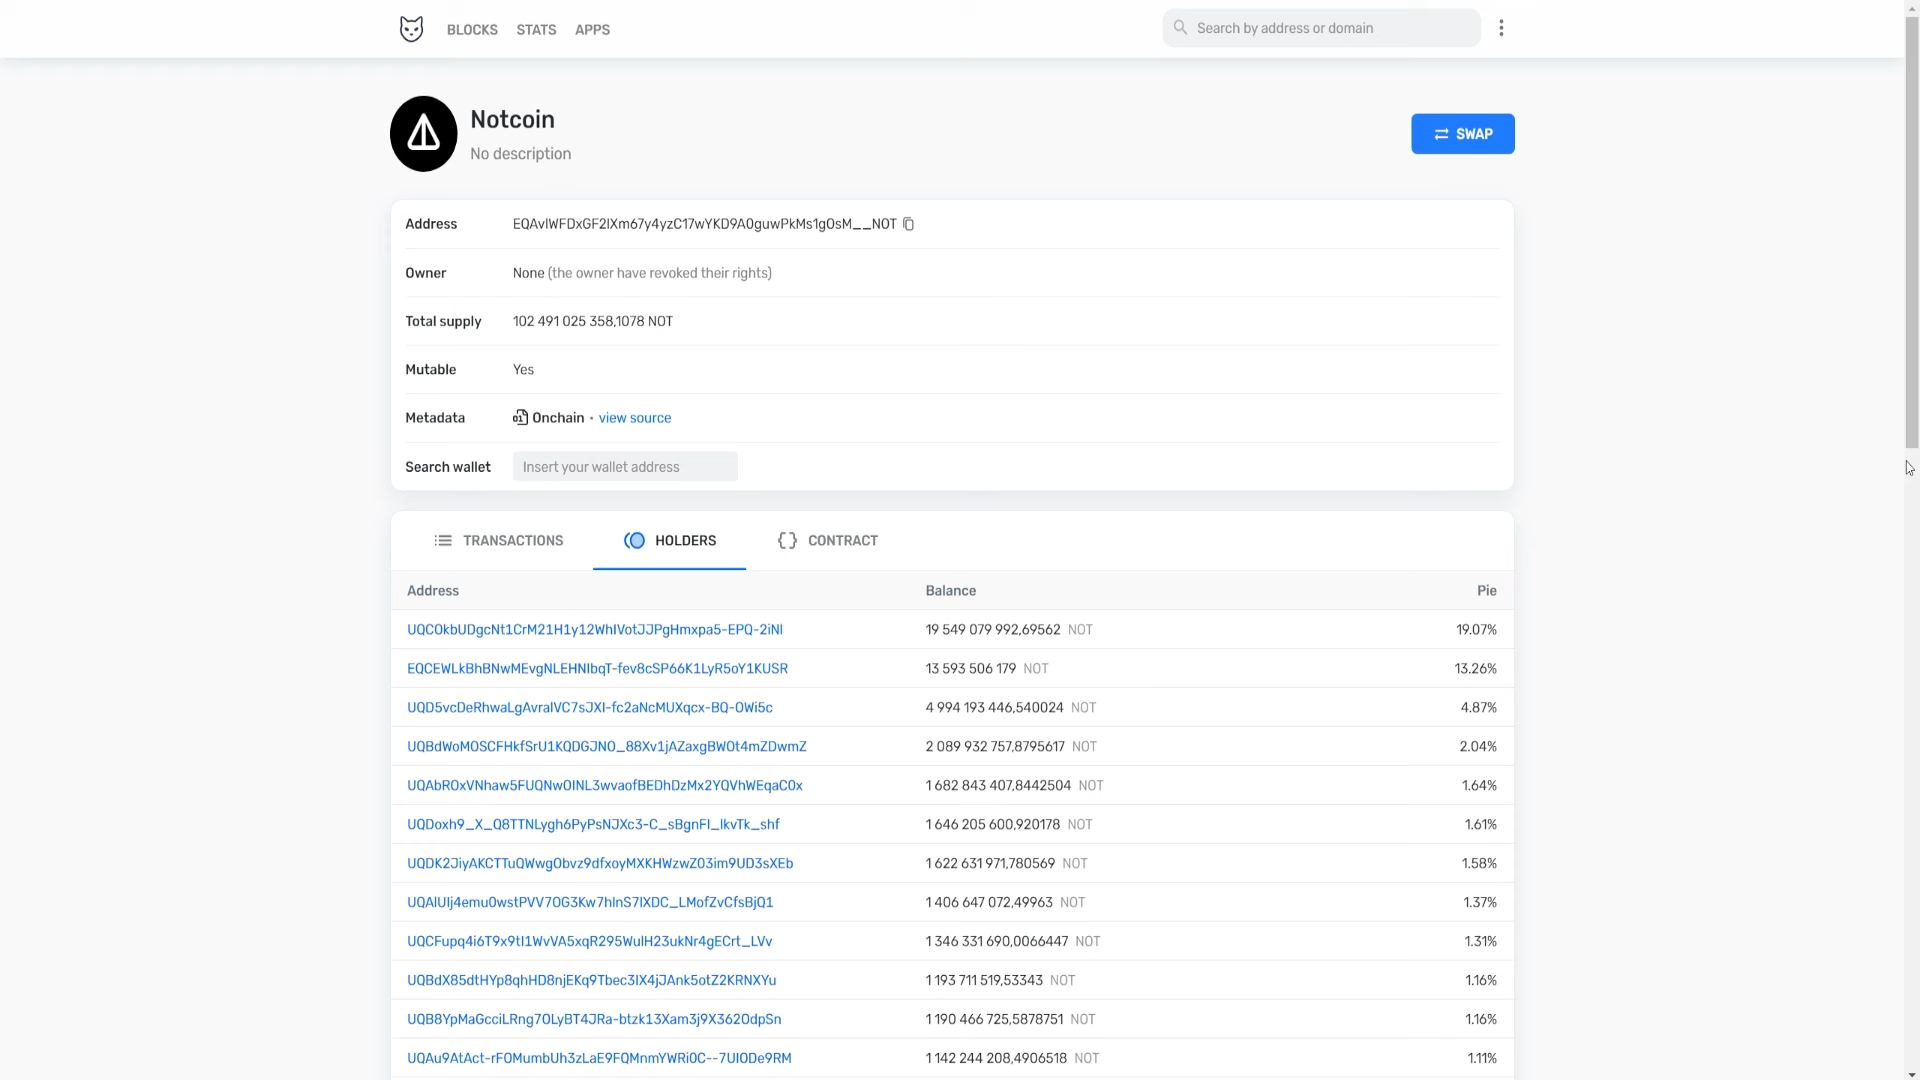 BLOCKS STATS APPS Search by address or domain
Notcoin
No description
SWAP
Address EQAvlWFDxGF2lXm67y4yzC17wYKD9A0guwPkMs1gOsM__NOT
Owner None (the owner have revoked their rights)
Total supply 102 491 025 358,1078 NOT
Mutable Yes
Metadata Onchain · view source
Search wallet Insert your wallet address
TRANSACTIONS HOLDERS CONTRACT
Address Balance Pie
UQCOkbUDgcNt1CrM21H1y12WhIVotJJPgHmxpa5-EPQ-2iNl 19 549 079 992,69562 NOT 19.07%
EQCEWLkBhBNwMEvgNLEHNIbqT-fev8cSP66K1LyR5oY1KUSR 13 593 506 179 NOT 13.26%
UQD5vcDeRhwaLgAvralVC7sJXI-fc2aNcMUXqcx-BQ-OWi5c 4 994 193 446,540024 NOT 4.87%
UQBdWoMOSCFHkfSrU1KQDGJNO_88Xv1jAZaxgBWOt4mZDwmZ 2 089 932 757,8795617 NOT 2.04%
UQAbROxVNhaw5FUQNwOINL3wvaofBEDhDzMx2YQVhWEqaC0x 1 682 843 407,8442504 NOT 1.64%
UQDoxh9_X_Q8TTNLygh6PyPsNJXc3-C_sBgnFI_IkvTk_shf 1 646 205 600,920178 NOT 1.61%
UQDK2JiyAKCTTuQWwgObvz9dfxoyMXKHWzwZ03im9UD3sXEb 1 622 631 971,780569 NOT 1.58%
UQAIUIj4emu0wstPVV7OG3Kw7hInS7IXDC_LMofZvCfsBjQ1 1 406 647 072,49963 NOT 1.37%
UQCFupq4i6T9x9tI1WvVA5xqR295WuIH23ukNr4gECrt_LVv 1 346 331 690,0066447 NOT 1.31%
UQBdX85dtHYp8qhHD8njEKq9Tbec3IX4jJAnk5otZ2KRNXYu 1 193 711 519,53343 NOT 1.16%
UQB8YpMaGcciLRng7OLyBT4JRa-btzk13Xam3j9X362OdpSn 1 190 466 725,5878751 NOT 1.16%
UQAu9AtAct-rFOMumbUh3zLaE9FQMnmYWRi0C--7UIODe9RM 1 142 244 208,4906518 NOT 1.11%